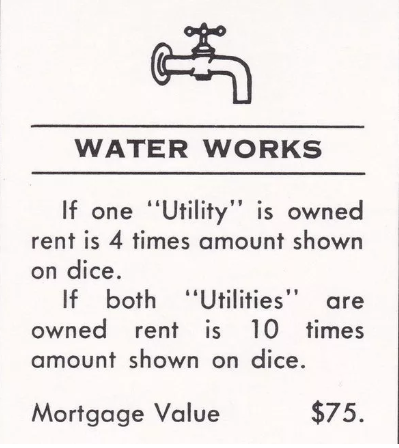 WATER WORKS
If one "Utility" is owned
rent is 4 times amount shown
on dice.
If both "Utilities" are
owned rent is 10 times
amount shown on dice.
Mortgage Value $75.